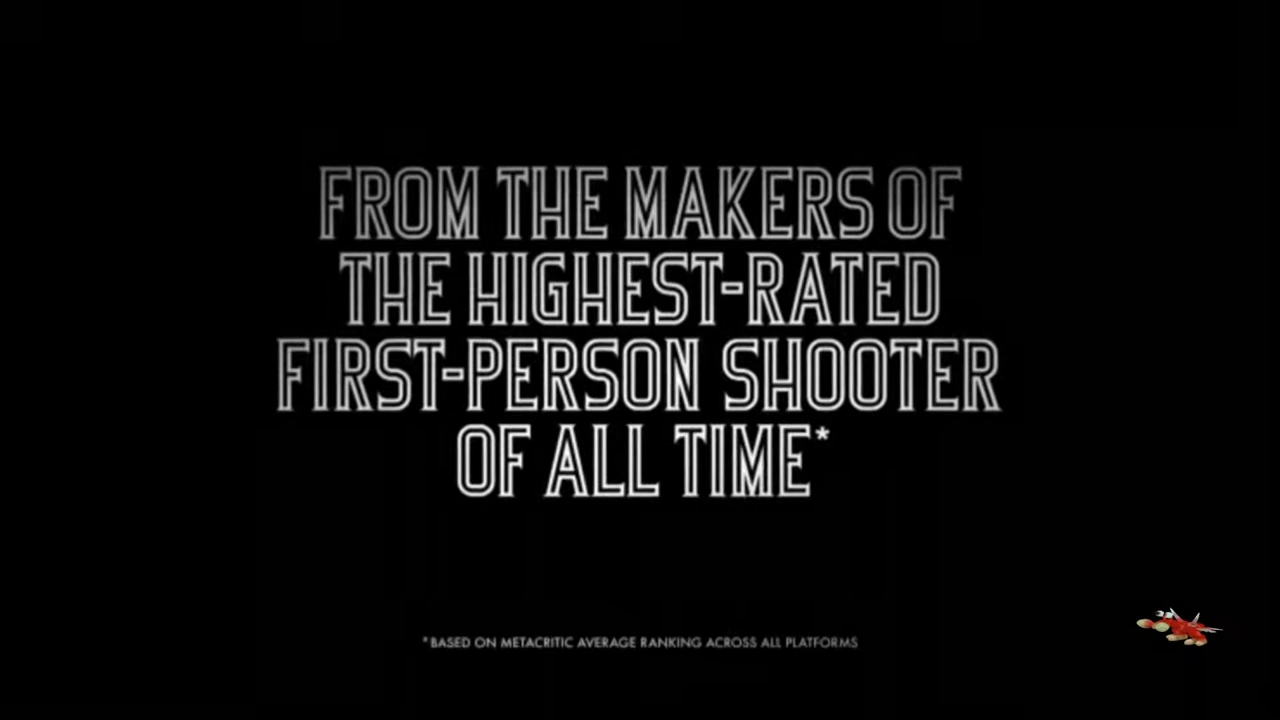 FROM THE MAKERS OF
THE HIGHEST-RATED
FIRST-PERSON SHOOTER
OF ALL TIME*
*BASED ON METACRITIC AVERAGE RANKING ACROSS ALL PLATFORMS